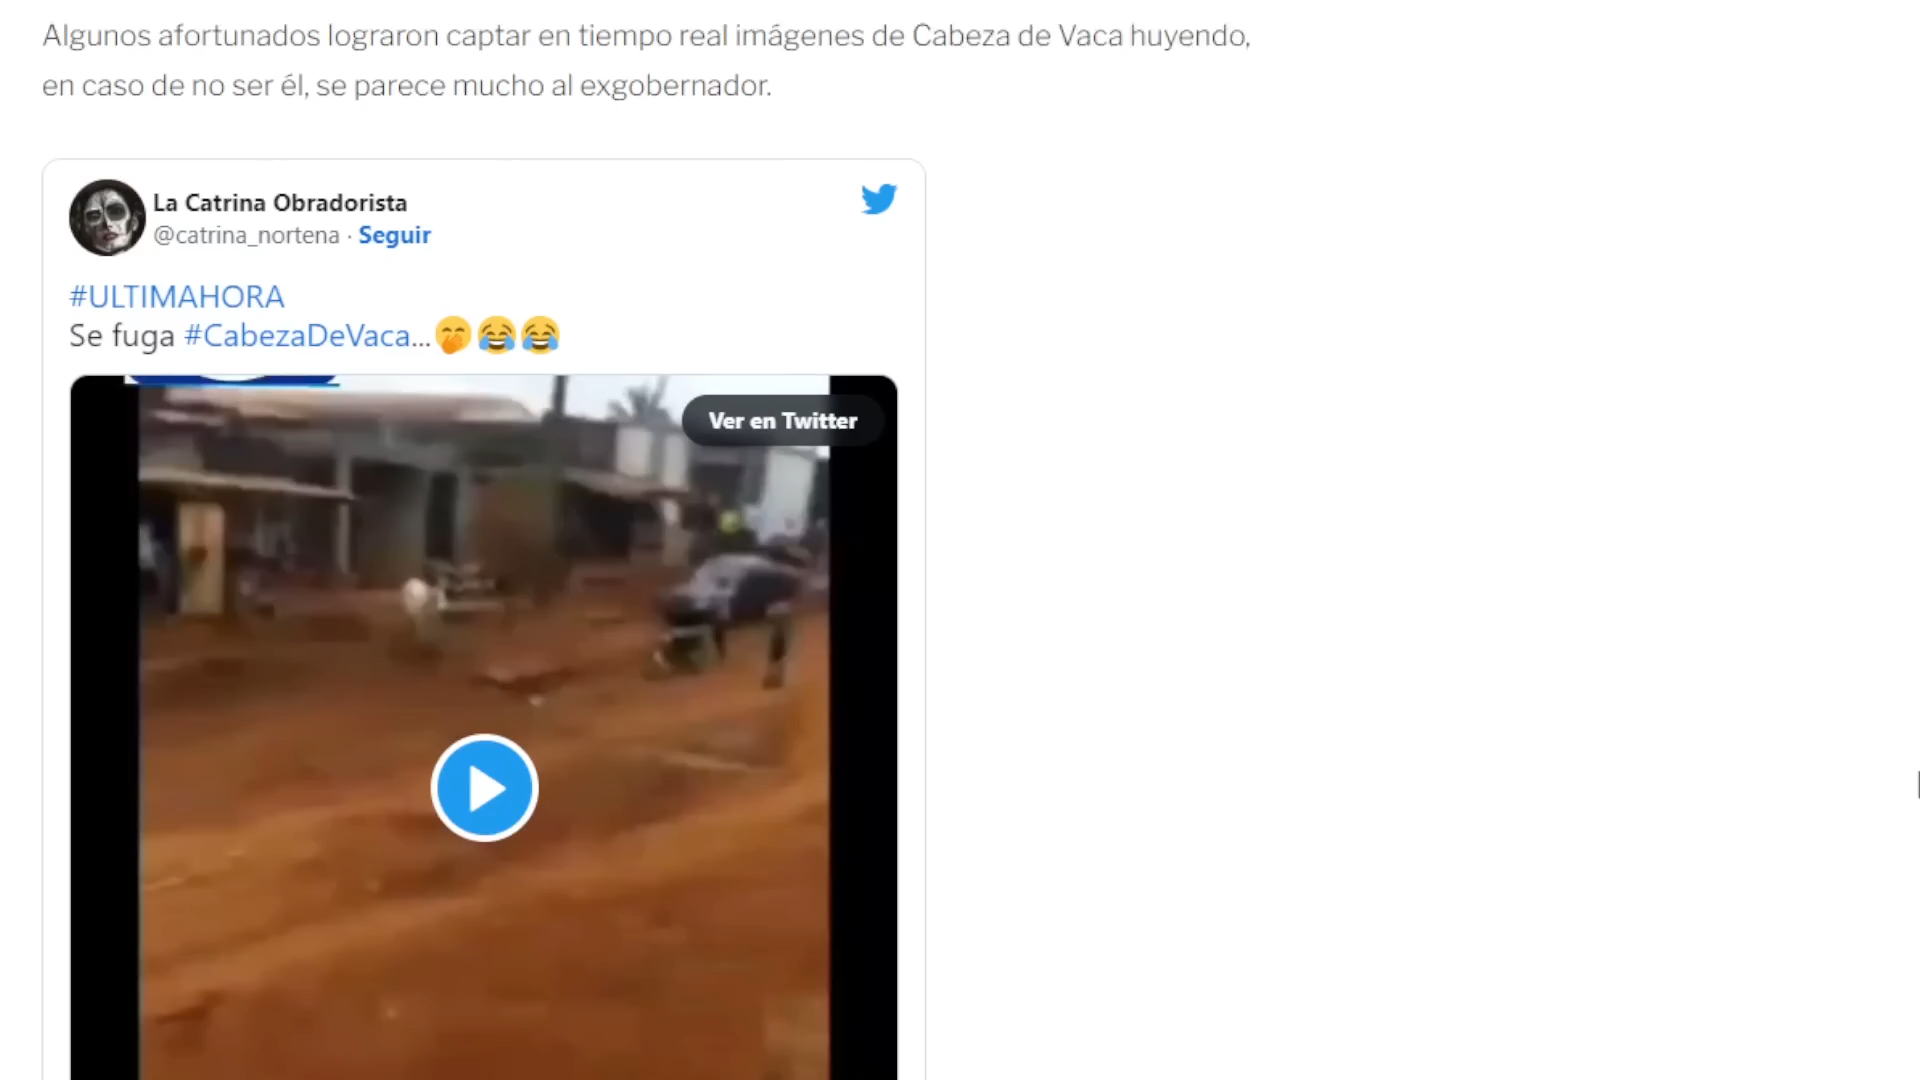 Algunos afortunados lograron captar en tiempo real imágenes de Cabeza de Vaca huyendo,
en caso de no ser él, se parece mucho al exgobernador.
La Catrina Obradorista
@catrina_nortena · Seguir
#ULTIMAHORA
Se fuga #CabezaDeVaca...🤭😂😂
Ver en Twitter